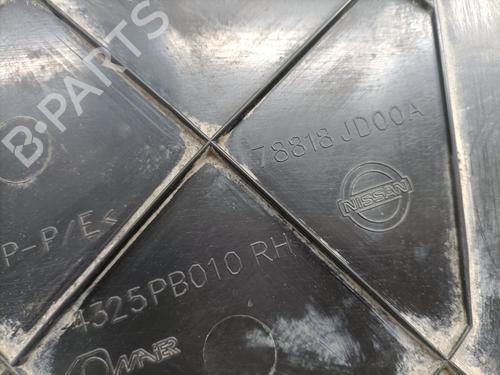 B-PARTS
78818 JD00A
NISSAN
P-P/E<
4325PB010 RH